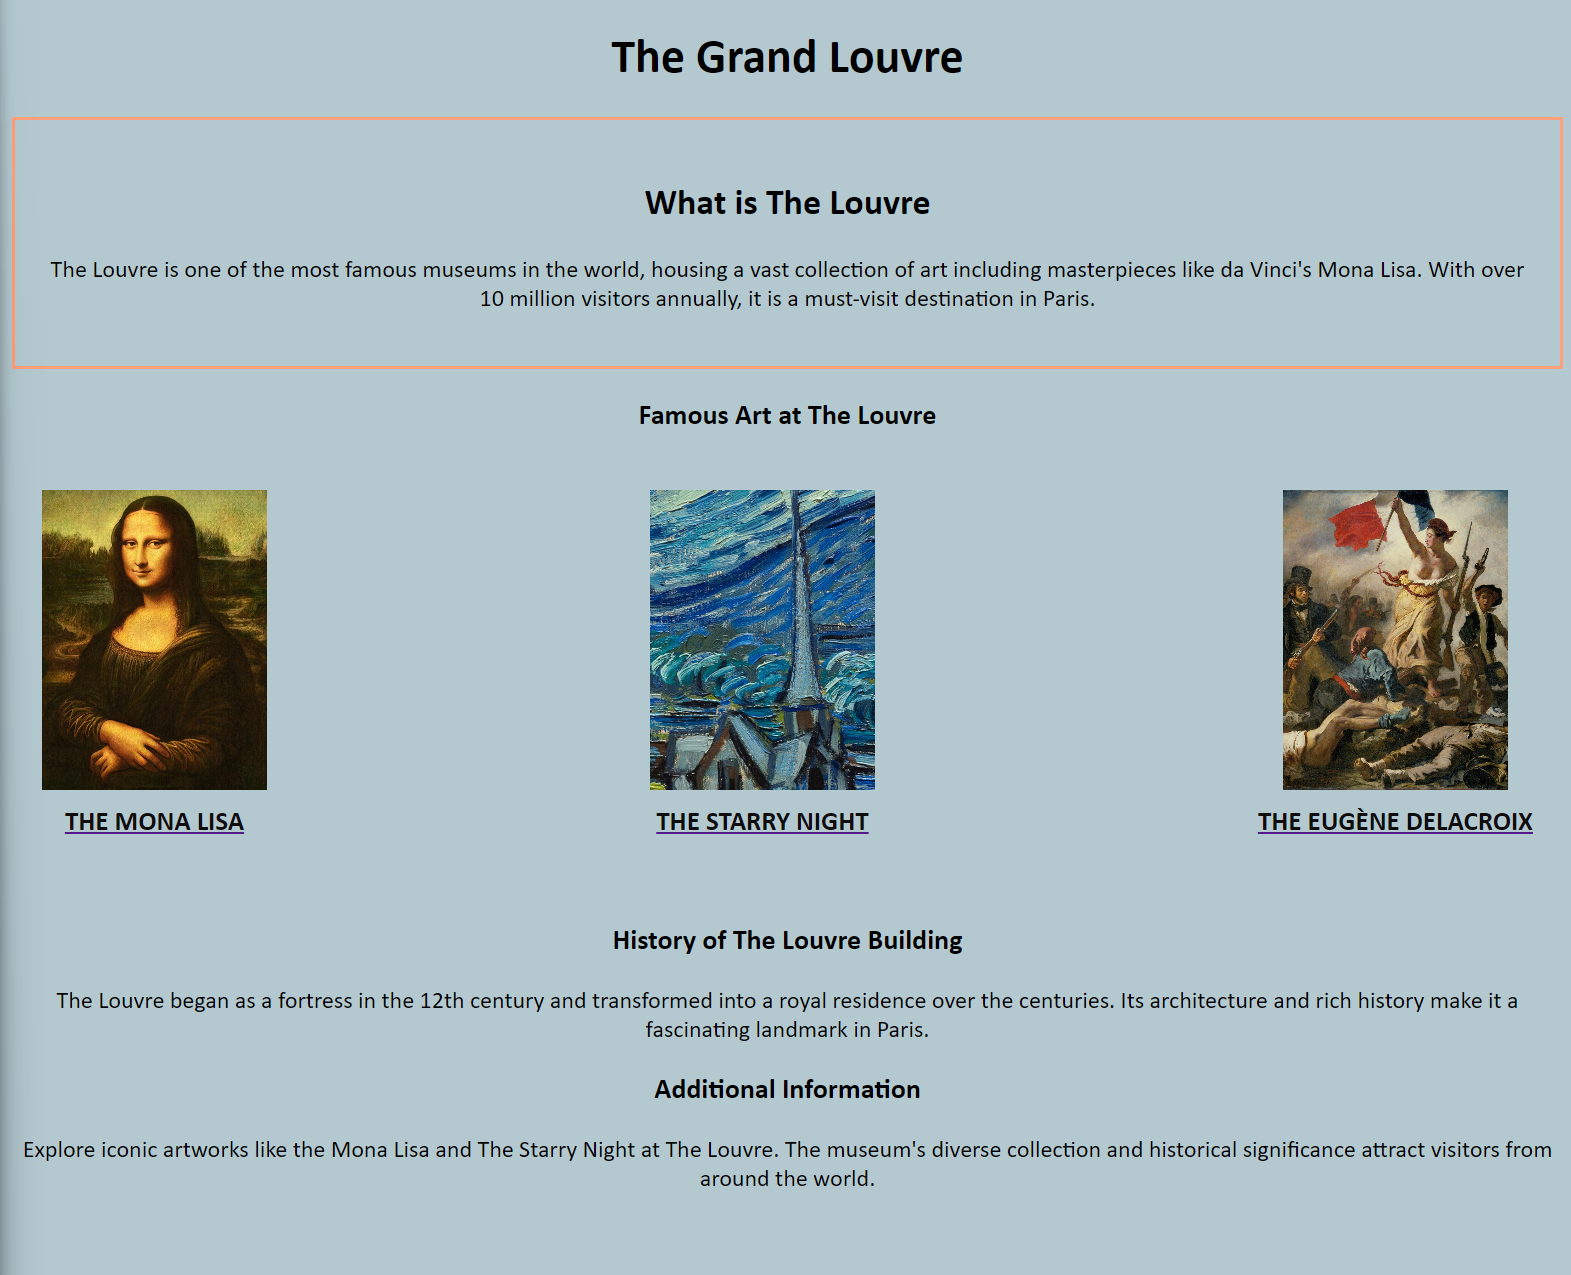 The Grand Louvre
What is The Louvre
The Louvre is one of the most famous museums in the world, housing a vast collection of art including masterpieces like da Vinci's Mona Lisa. With over
10 million visitors annually, it is a must-visit destination in Paris.
Famous Art at The Louvre
THE MONA LISA
THE STARRY NIGHT
THE EUGÈNE DELACROIX
History of The Louvre Building
The Louvre began as a fortress in the 12th century and transformed into a royal residence over the centuries. Its architecture and rich history make it a
fascinating landmark in Paris.
Additional Information
Explore iconic artworks like the Mona Lisa and The Starry Night at The Louvre. The museum's diverse collection and historical significance attract visitors from
around the world.